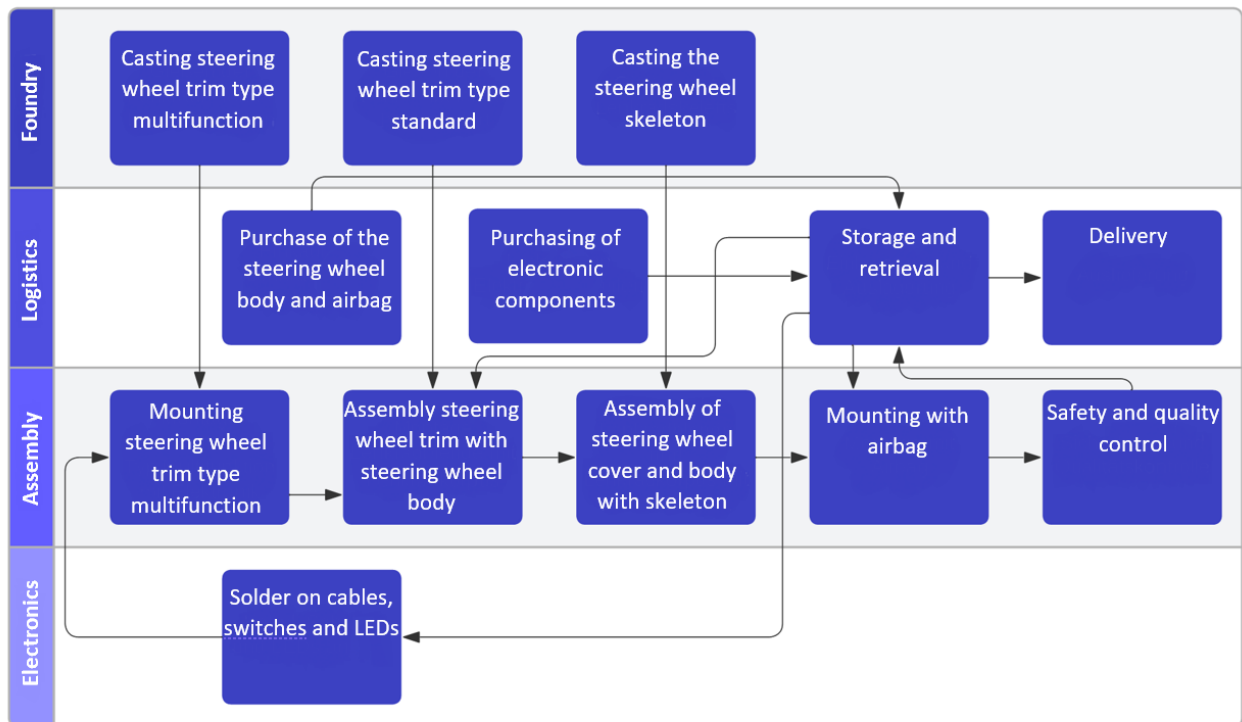 Foundry
Casting steering
wheel trim type
multifunction
Casting steering
wheel trim type
standard
Casting the
steering wheel
skeleton
Logistics
Purchase of the
steering wheel
body and airbag
Purchasing of
electronic
components
Storage and
retrieval
Delivery
Assembly
Mounting
steering wheel
trim type
multifunction
Assembly steering
wheel trim with
steering wheel
body
Assembly of
steering wheel
cover and body
with skeleton
Mounting with
airbag
Safety and quality
control
Electronics
Solder on cables,
switches and LEDs